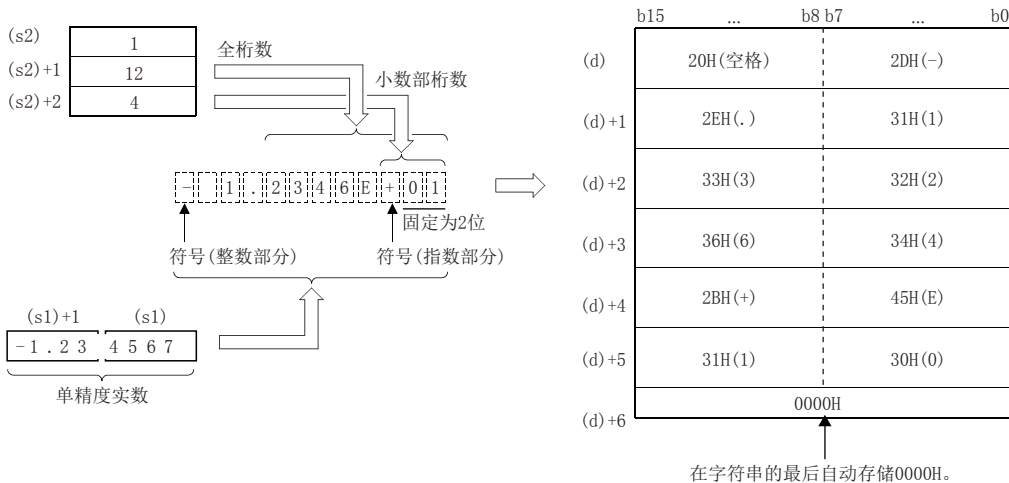 (s2) 1
(s2)+1 12
(s2)+2 4
全桁数
小数部桁数
- 1 . 2 3 4 6 E + 0 1
固定为2位
符号(整数部分) 符号(指数部分)
(s1)+1 (s1)
-1.23 4567
单精度实数
b15 ... b8 b7 ... b0
(d) 20H(空格) 2DH(-)
(d)+1 2EH(.) 31H(1)
(d)+2 33H(3) 32H(2)
(d)+3 36H(6) 34H(4)
(d)+4 2BH(+) 45H(E)
(d)+5 31H(1) 30H(0)
(d)+6 0000H
在字符串的最后自动存储0000H。